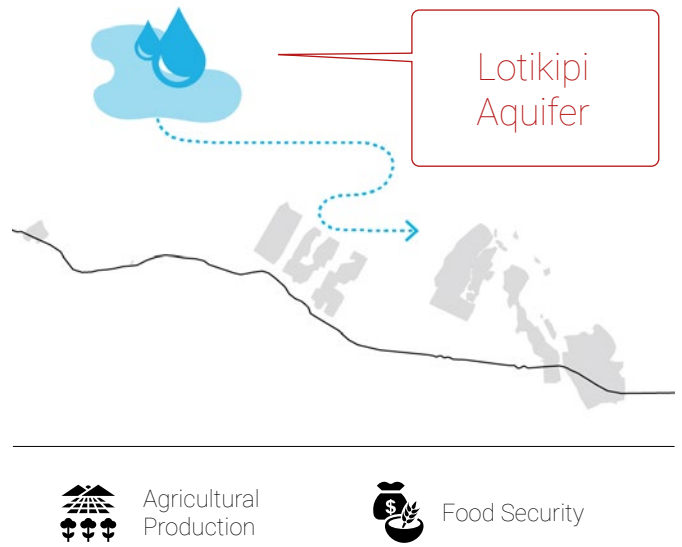 Lotikipi
Aquifer
Agricultural
Production
$
Food Security